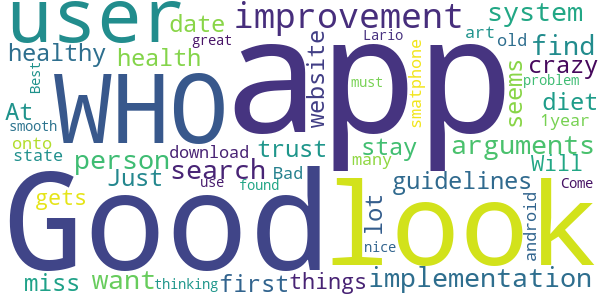 user improvement system
date great Lario art old find
healthy health website crazy
WHO app seems smatphone
Best At must problem
smooth onto diet 1year
state person download trust stay many arguments
Just search Bad Will
gets Good use found look guidelines Come
lot nice android
miss want thinking first things implementation